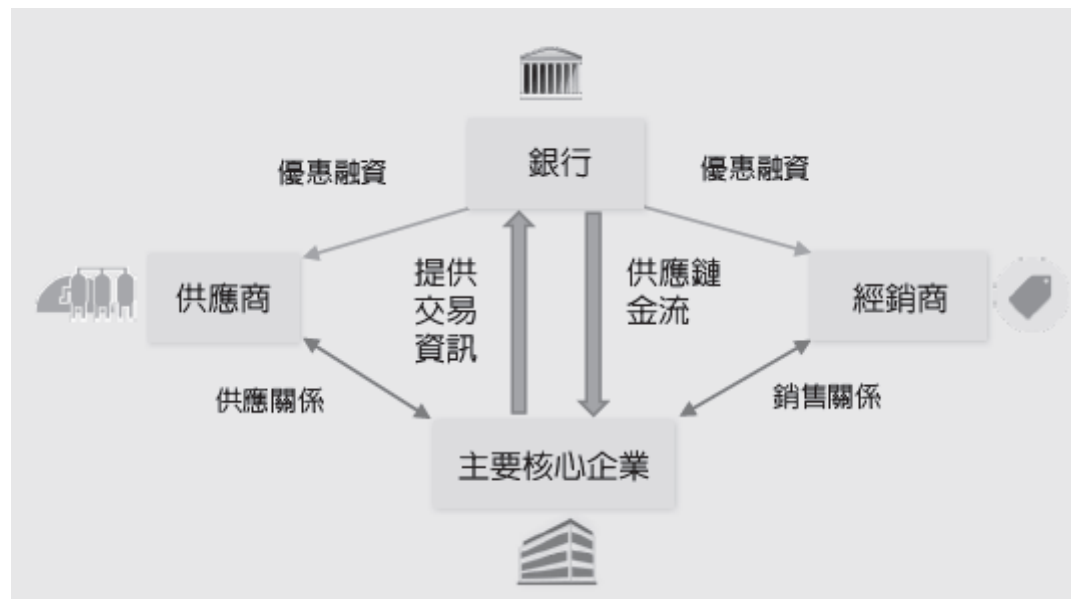 銀行
優惠融資
優惠融資
供應商
提供
交易
資訊
供應鏈
金流
經銷商
供應關係
銷售關係
主要核心企業